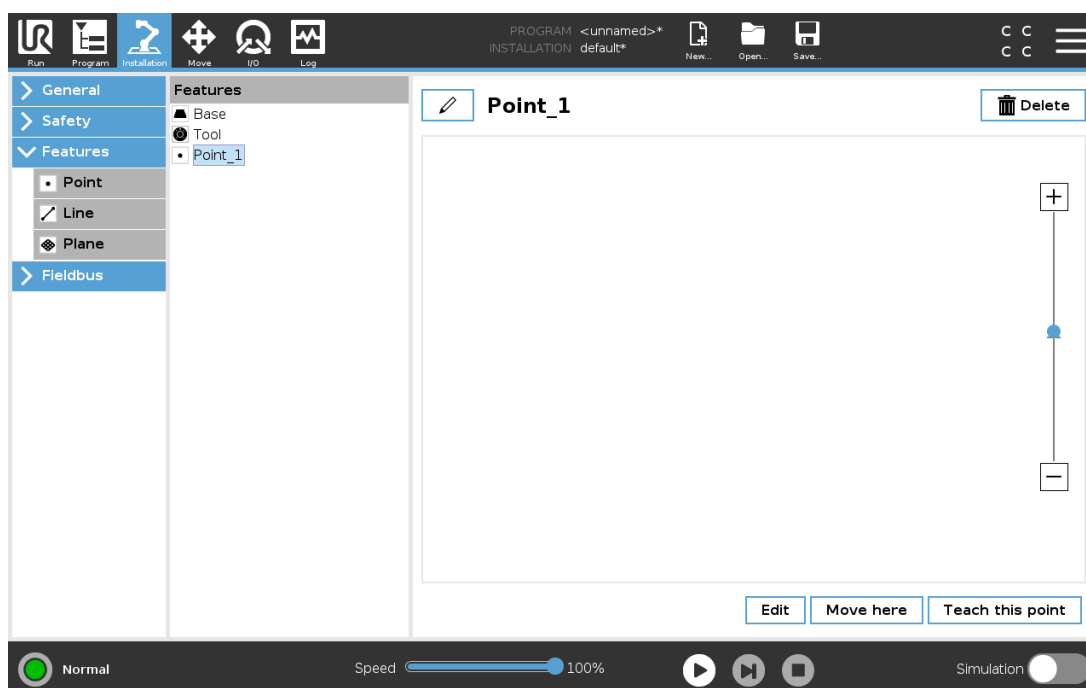 PROGRAM <unnamed>*
INSTALLATION default*
C C
C C
UR
Run Program Installation Move I/O Log New... Open... Save...
General
Safety
Features
Point
Line
Plane
Fieldbus
Features
Base
Tool
Point_1
Point_1
Delete
+
−
Edit Move here Teach this point
Normal Speed 100% Simulation